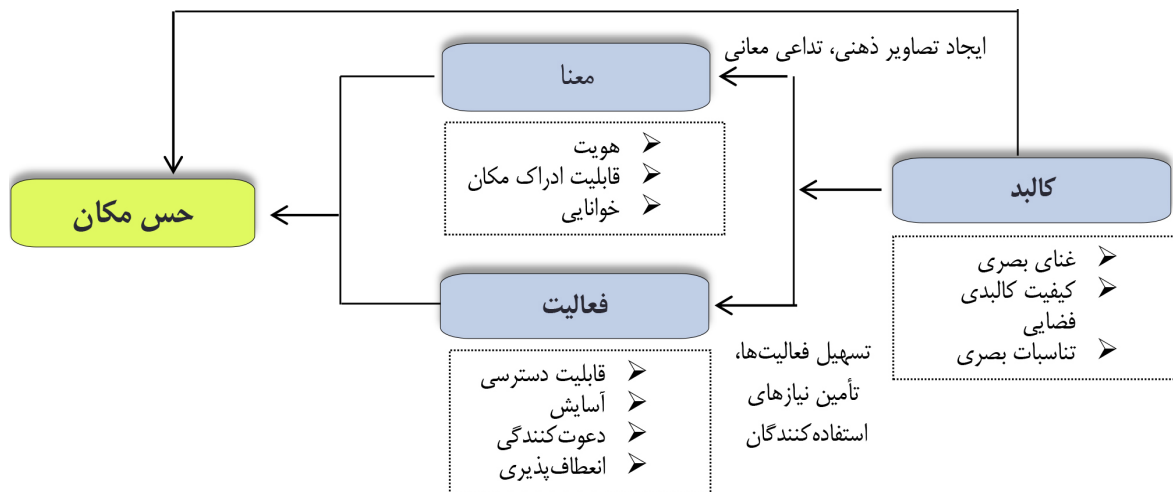 ایجاد تصاویر ذهنی، تداعی معانی
معنا
هویت
قابلیت ادراک مکان
خوانایی
کالبد
غنای بصری
کیفیت کالبدی
فضایی
تناسبات بصری
حس مکان
فعالیت
قابلیت دسترسی
آسایش
دعوت‌کنندگی
انعطاف‌پذیری
تسهیل فعالیت‌ها،
تأمین نیازهای
استفاده‌کنندگان